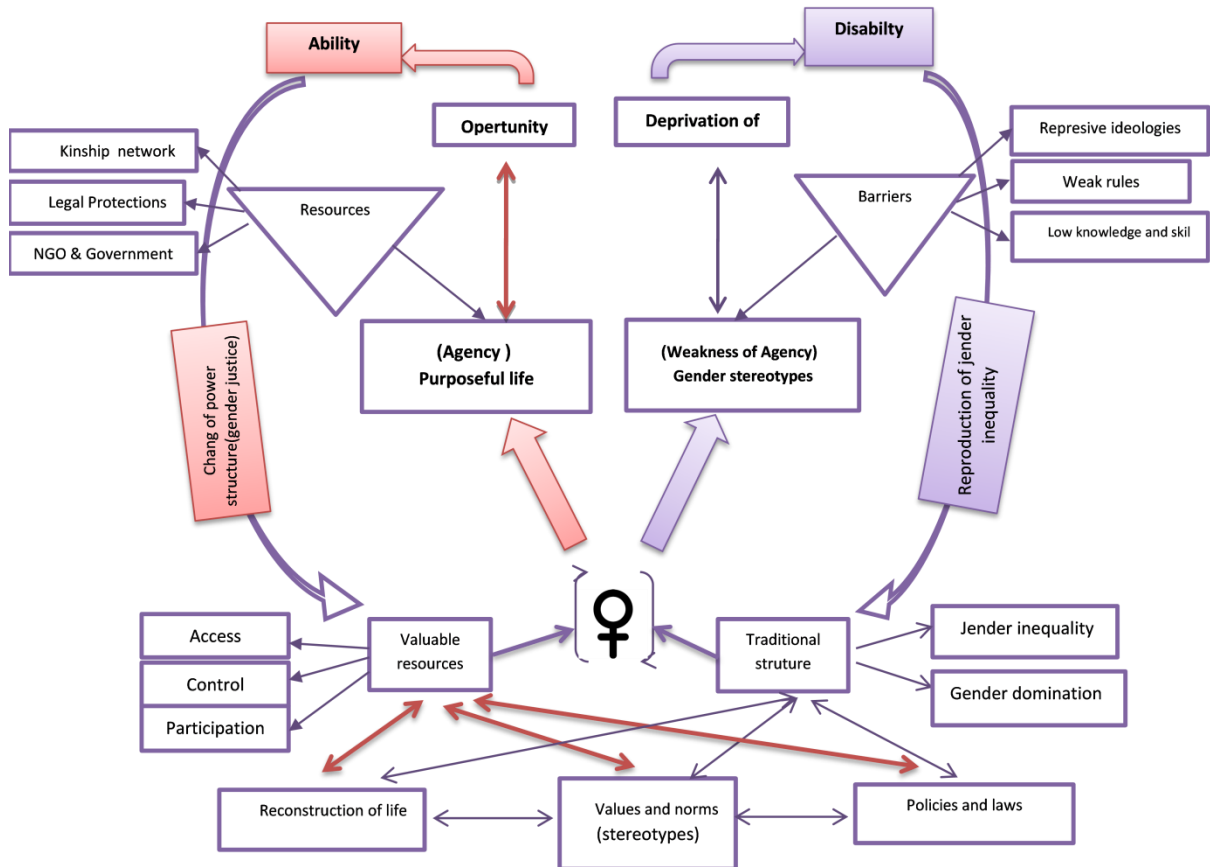 Ability
Disabilty
Opertunity
Deprivation of
Kinship network
Legal Protections
NGO & Government
Resources
Barriers
Represive ideologies
Weak rules
Low knowledge and skil
(Agency )
Purposeful life
(Weakness of Agency)
Gender stereotypes
Chang of power
structure(gender justice)
Reproduction of jender
inequality
Access
Control
Participation
Valuable
resources
Traditional
struture
Jender inequality
Gender domination
Reconstruction of life
Values and norms
(stereotypes)
Policies and laws